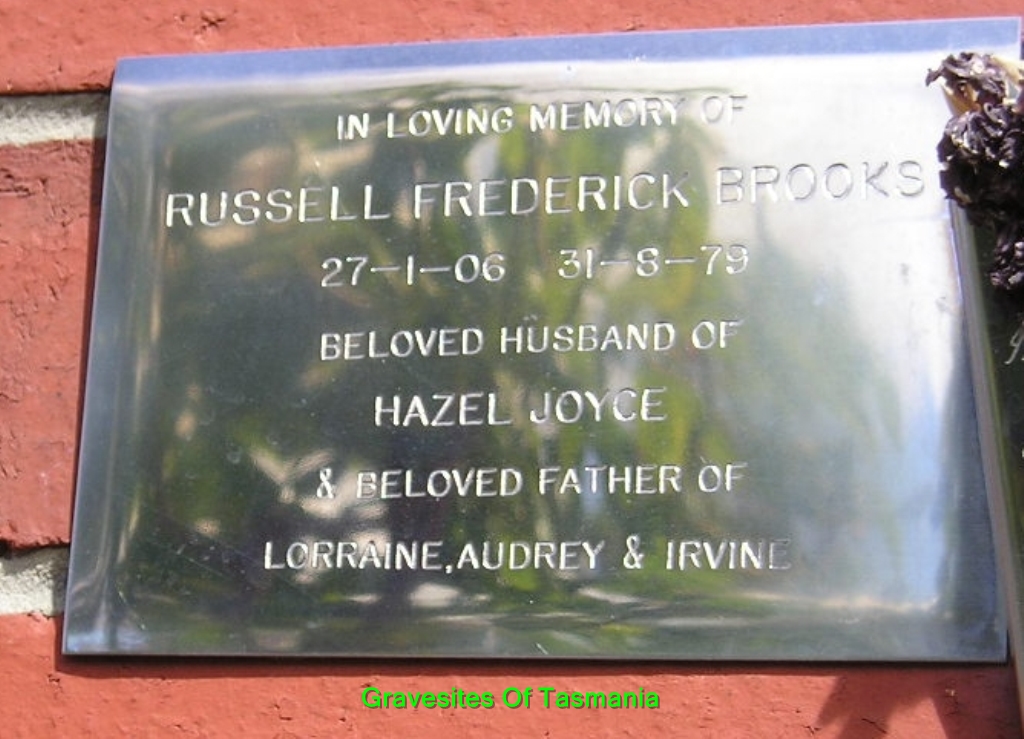 IN LOVING MEMORY OF
RUSSELL FREDERICK BROOKS
27-1-06 31-8-79
BELOVED HUSBAND OF
HAZEL JOYCE
& BELOVED FATHER OF
LORRAINE, AUDREY & IRVINE
Gravesites Of Tasmania